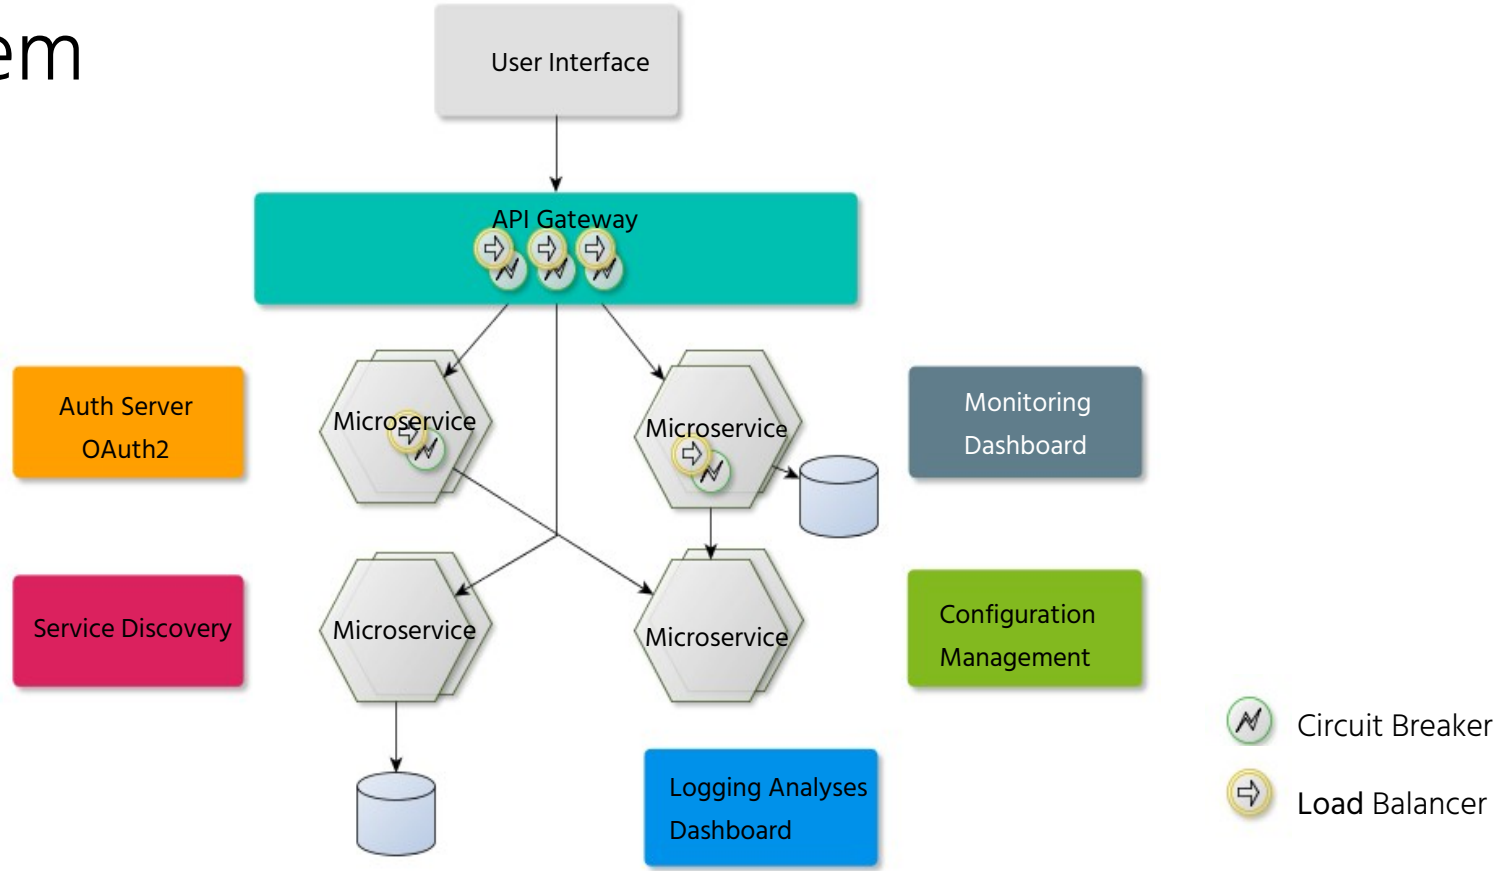 em
User Interface
API Gateway
Auth Server
OAuth2
Microservice
Microservice
Monitoring
Dashboard
Service Discovery
Microservice
Microservice
Configuration
Management
Logging Analyses
Dashboard
Circuit Breaker
Load Balancer